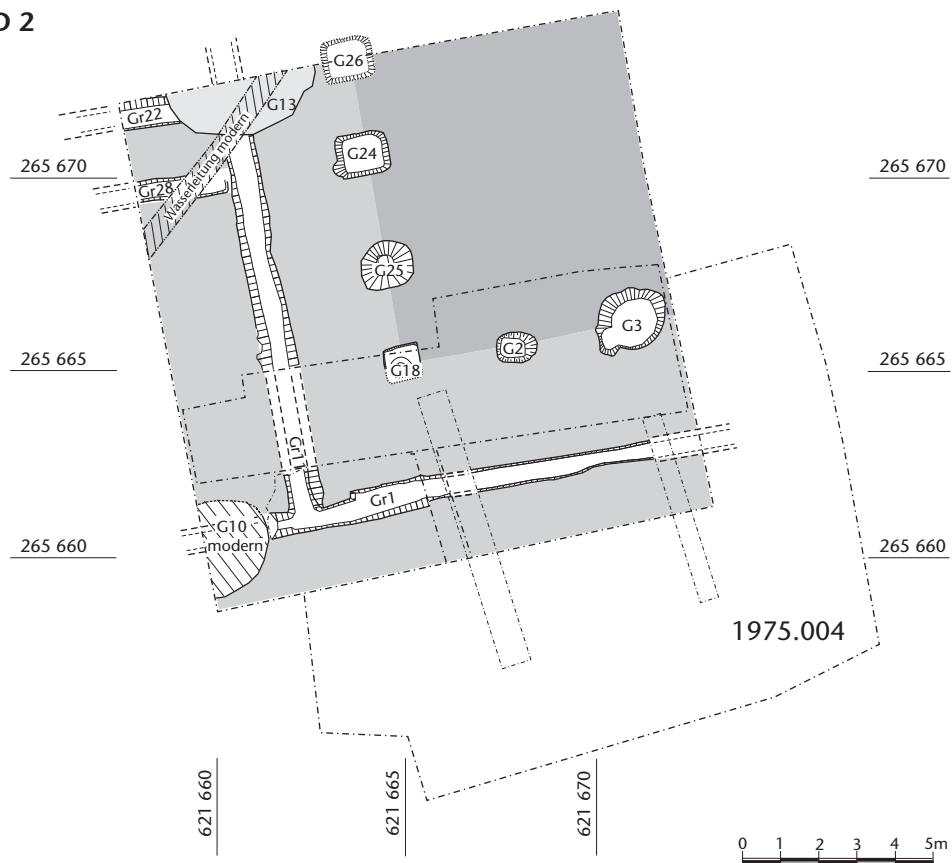 D 2
G26
G13
Gr22
G24
Wasserleitung modern
265 670
265 670
Gr28
G25
G3
G2
265 665
265 665
G18
Gr1
Gr1
G10
modern
265 660
265 660
1975.004
621 660
621 665
621 670
0 1 2 3 4 5m